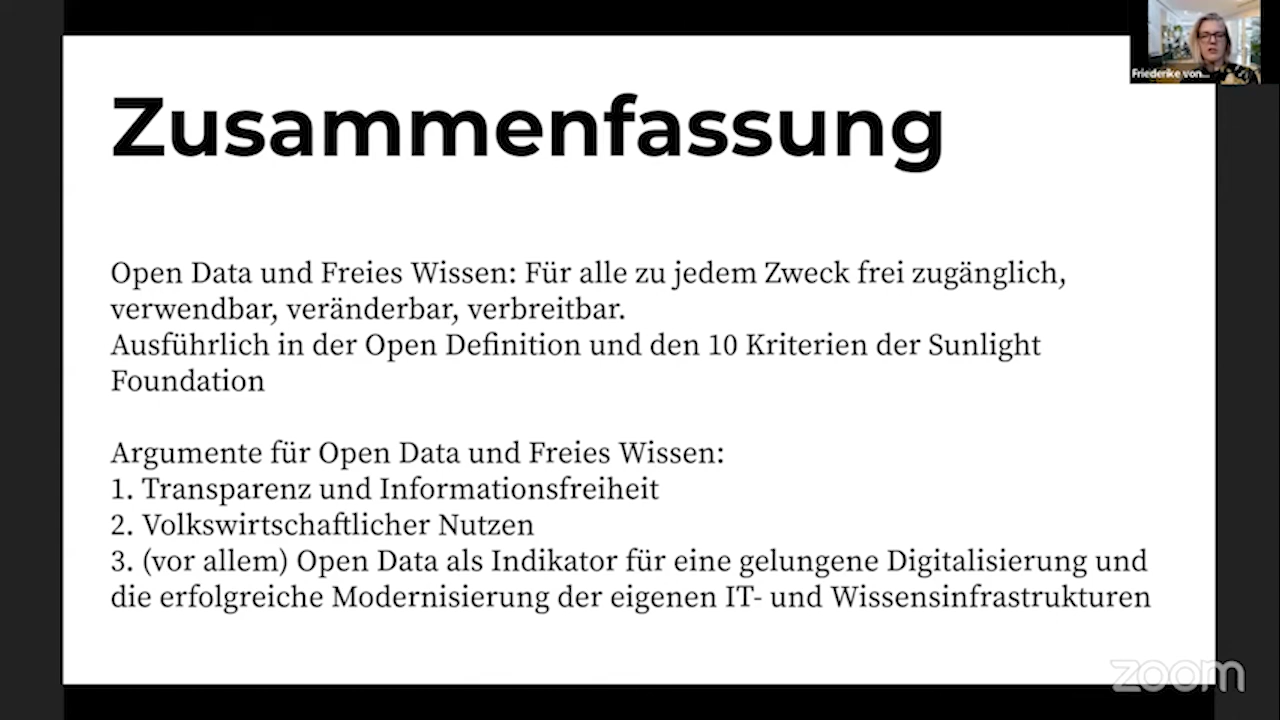 Friederike von...
Zusammenfassung
Open Data und Freies Wissen: Für alle zu jedem Zweck frei zugänglich,
verwendbar, veränderbar, verbreitbar.
Ausführlich in der Open Definition und den 10 Kriterien der Sunlight
Foundation
Argumente für Open Data und Freies Wissen:
1. Transparenz und Informationsfreiheit
2. Volkswirtschaftlicher Nutzen
3. (vor allem) Open Data als Indikator für eine gelungene Digitalisierung und
die erfolgreiche Modernisierung der eigenen IT- und Wissensinfrastrukturen
zoom